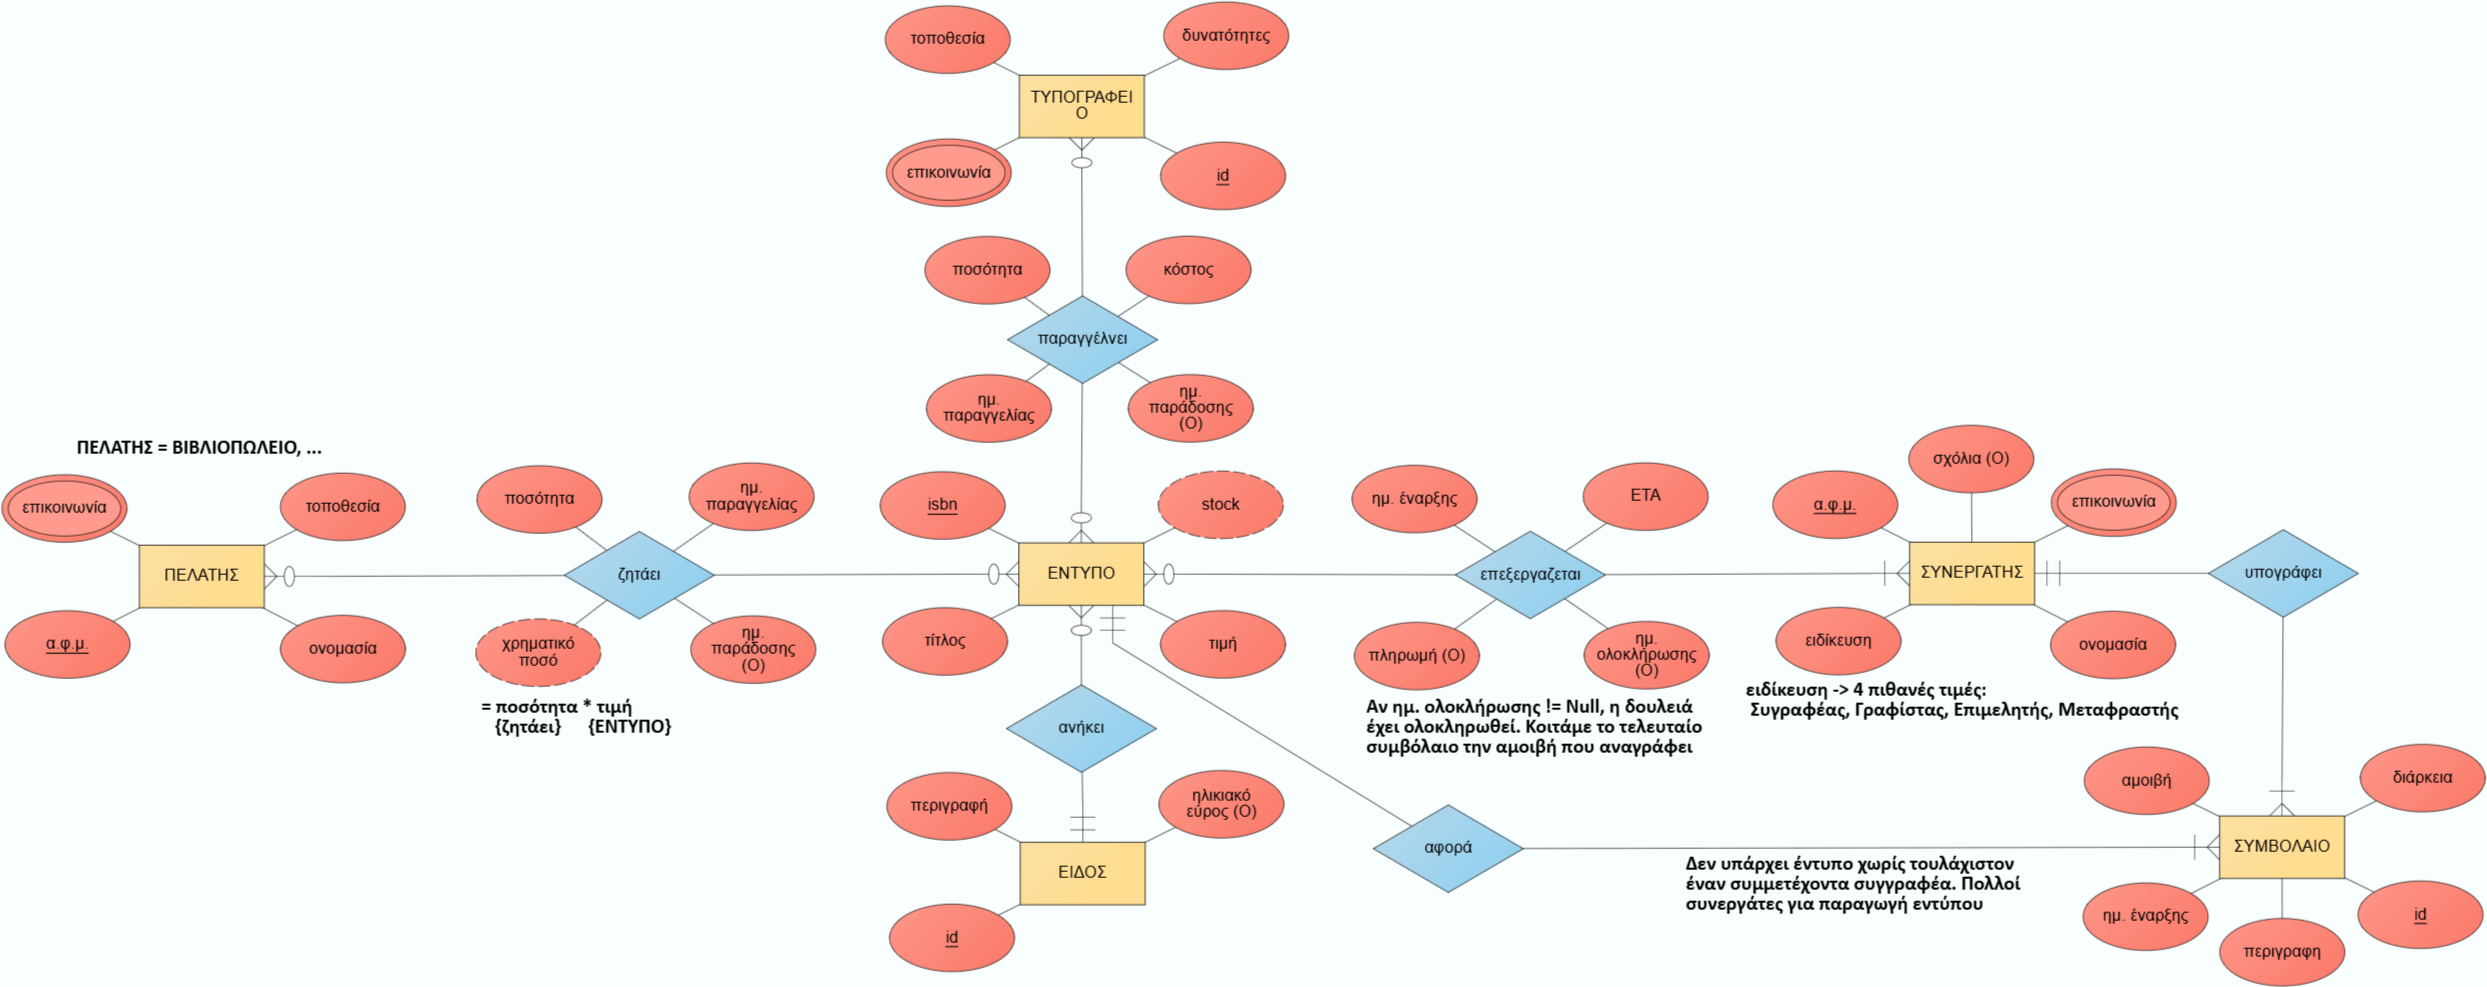 τοποθεσία
δυνατότητες
ΤΥΠΟΓΡΑΦΕΙ
Ο
επικοινωνία
id
ποσότητα
κόστος
παραγγέλνει
ημ.
παραγγελίας
ημ.
παράδοσης
(Ο)
ΠΕΛΑΤΗΣ = ΒΙΒΛΙΟΠΩΛΕΙΟ, ...
επικοινωνία
τοποθεσία
ΠΕΛΑΤΗΣ
α.φ.μ.
ονομασία
ποσότητα
ημ.
παραγγελίας
ζητάει
χρηματικό
ποσό
ημ.
παράδοσης
(Ο)
= ποσότητα * τιμή
{ζητάει} {ΕΝΤΥΠΟ}
isbn
stock
ΕΝΤΥΠΟ
τίτλος
τιμή
ανήκει
περιγραφή
ηλικιακό
εύρος (Ο)
ΕΙΔΟΣ
id
ημ. έναρξης
ETA
επεξεργαζεται
πληρωμή (Ο)
ημ.
ολοκλήρωσης
(Ο)
Αν ημ. ολοκλήρωσης != Null, η δουλειά
έχει ολοκληρωθεί. Κοιτάμε το τελευταίο
συμβόλαιο την αμοιβή που αναγράφει
σχόλια (Ο)
α.φ.μ.
επικοινωνία
ΣΥΝΕΡΓΑΤΗΣ
ειδίκευση
ονομασία
ειδίκευση -> 4 πιθανές τιμές:
Συγραφέας, Γραφίστας, Επιμελητής, Μεταφραστής
υπογράφει
αφορά
Δεν υπάρχει έντυπο χωρίς τουλάχιστον
έναν συμμετέχοντα συγγραφέα. Πολλοί
συνεργάτες για παραγωγή εντύπου
αμοιβή
διάρκεια
ΣΥΜΒΟΛΑΙΟ
ημ. έναρξης
id
περιγραφη